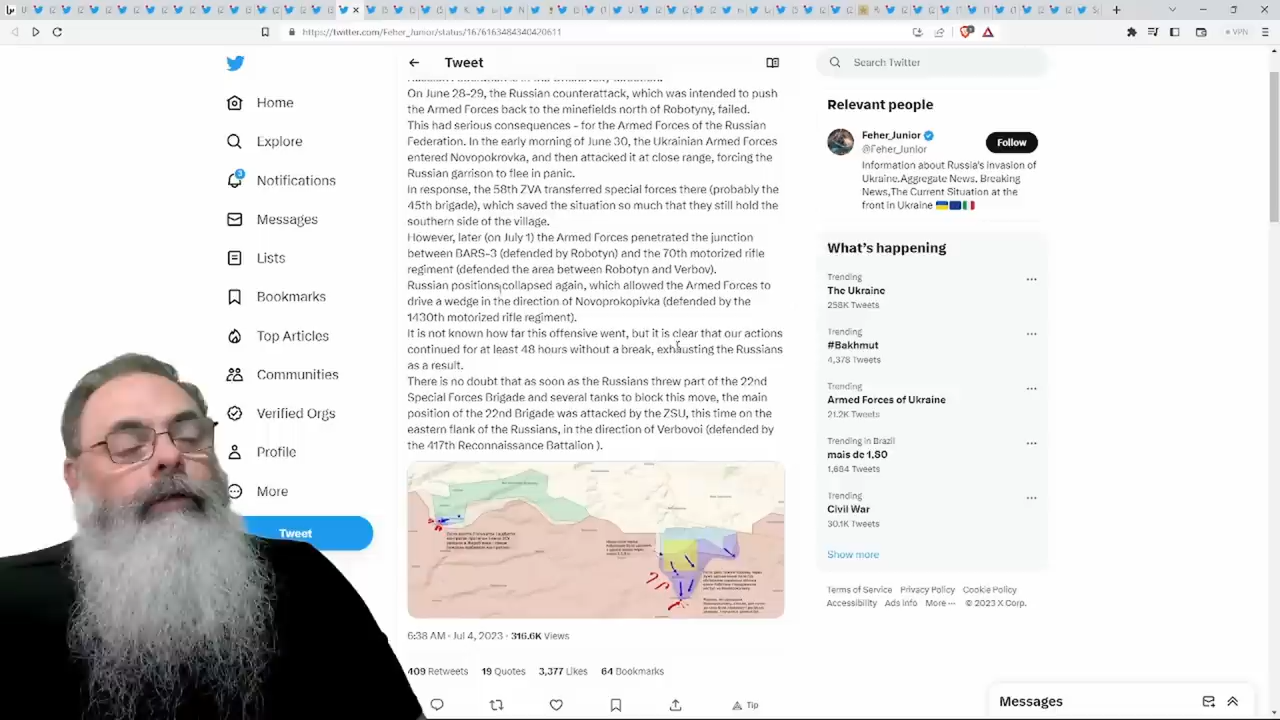 https://twitter.com/Feher_Junior/status/1676163484340420611
VPN
Home
Explore
3
Notifications
Messages
Lists
Bookmarks
Top Articles
Communities
Verified Orgs
Profile
More
Tweet
Tweet
On June 28-29, the Russian counterattack, which was intended to push
the Armed Forces back to the minefields north of Robotyny, failed.
This had serious consequences - for the Armed Forces of the Russian
Federation. In the early morning of June 30, the Ukrainian Armed Forces
entered Novopokrovka, and then attacked it at close range, forcing the
Russian garrison to flee in panic.
In response, the 58th ZVA transferred special forces there (probably the
45th brigade), which saved the situation so much that they still hold the
southern side of the village.
However, later (on July 1) the Armed Forces penetrated the junction
between BARS-3 (defended by Robotyn) and the 70th motorized rifle
regiment (defended the area between Robotyn and Verbov).
Russian positions collapsed again, which allowed the Armed Forces to
drive a wedge in the direction of Novoprokopivka (defended by the
1430th motorized rifle regiment).
It is not known how far this offensive went, but it is clear that our actions
continued for at least 48 hours without a break, exhausting the Russians
as a result.
There is no doubt that as soon as the Russians threw part of the 22nd
Special Forces Brigade and several tanks to block this move, the main
position of the 22nd Brigade was attacked by the ZSU, this time on the
eastern flank of the Russians, in the direction of Verbovoi (defended by
the 417th Reconnaissance Battalion ).
6:38 AM · Jul 4, 2023 · 316.6K Views
409 Retweets 19 Quotes 3,377 Likes 64 Bookmarks
Tip
Search Twitter
Relevant people
Feher_Junior
@Feher_Junior
Follow
Information about Russia's invasion of
Ukraine.Aggregate News, Breaking
News,The Current Situation at the
front in Ukraine
What's happening
Trending
The Ukraine
258K Tweets
Trending
#Bakhmut
4,378 Tweets
Trending
Armed Forces of Ukraine
21.2K Tweets
Trending in Brazil
mais de 1,80
1,684 Tweets
Trending
Civil War
30.1K Tweets
Show more
Terms of Service Privacy Policy Cookie Policy
Accessibility Ads info More ··· © 2023 X Corp.
Messages